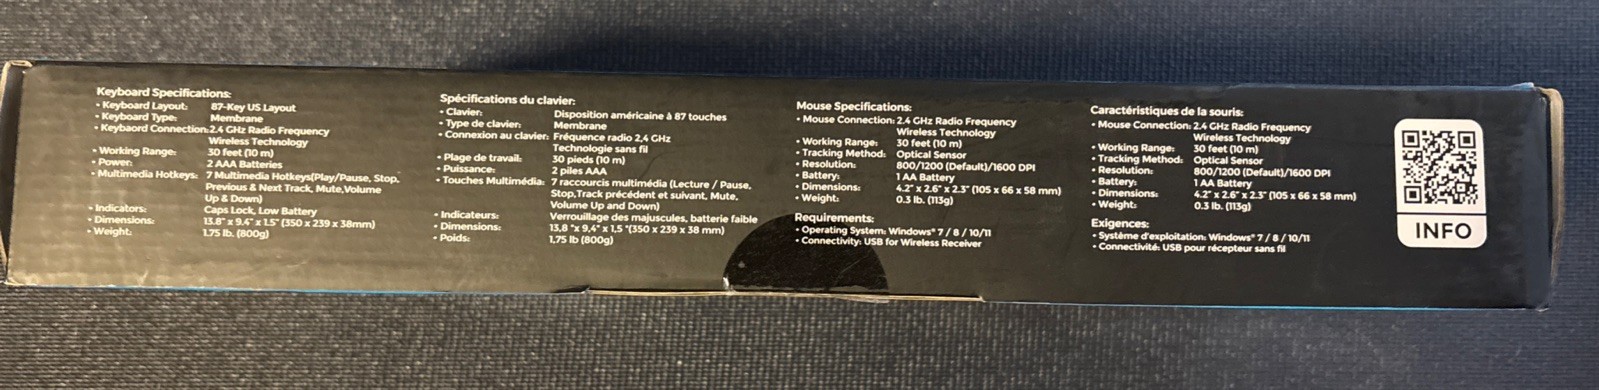 Keyboard Specifications:
• Keyboard Layout: 87-Key US Layout
• Keyboard Type: Membrane
• Keybaord Connection: 2.4 GHz Radio Frequency
Wireless Technology
• Working Range: 30 feet (10 m)
• Power: 2 AAA Batteries
• Multimedia Hotkeys: 7 Multimedia Hotkeys(Play/Pause, Stop,
Previous & Next Track, Mute,Volume
Up & Down)
• Indicators: Caps Lock, Low Battery
• Dimensions: 13.8" x 9.4" x 1.5" (350 x 239 x 38mm)
• Weight: 1.75 lb. (800g)
Spécifications du clavier:
• Clavier: Disposition américaine à 87 touches
• Type de clavier: Membrane
• Connexion au clavier: Fréquence radio 2,4 GHz
Technologie sans fil
• Plage de travail: 30 pieds (10 m)
• Puissance: 2 piles AAA
• Touches Multimédia: 7 raccourcis multimédia (Lecture / Pause,
Stop,Track précédent et suivant, Mute,
Volume Up and Down)
• Indicateurs: Verrouillage des majuscules, batterie faible
• Dimensions: 13,8 "x 9,4" x 1,5 "(350 x 239 x 38 mm)
• Poids: 1,75 lb (800g)
Mouse Specifications:
• Mouse Connection: 2.4 GHz Radio Frequency
Wireless Technology
• Working Range: 30 feet (10 m)
• Tracking Method: Optical Sensor
• Resolution: 800/1200 (Default)/1600 DPI
• Battery: 1 AA Battery
• Dimensions: 4.2" x 2.6" x 2.3" (105 x 66 x 58 mm)
• Weight: 0.3 lb. (113g)
Requirements:
• Operating System: Windows® 7 / 8 / 10/11
• Connectivity: USB for Wireless Receiver
Caractéristiques de la souris:
• Mouse Connection: 2.4 GHz Radio Frequency
Wireless Technology
• Working Range: 30 feet (10 m)
• Tracking Method: Optical Sensor
• Resolution: 800/1200 (Default)/1600 DPI
• Battery: 1 AA Battery
• Dimensions: 4.2" x 2.6" x 2.3" (105 x 66 x 58 mm)
• Weight: 0.3 lb. (113g)
Exigences:
• Système d'exploitation: Windows® 7 / 8 / 10/11
• Connectivité: USB pour récepteur sans fil
INFO